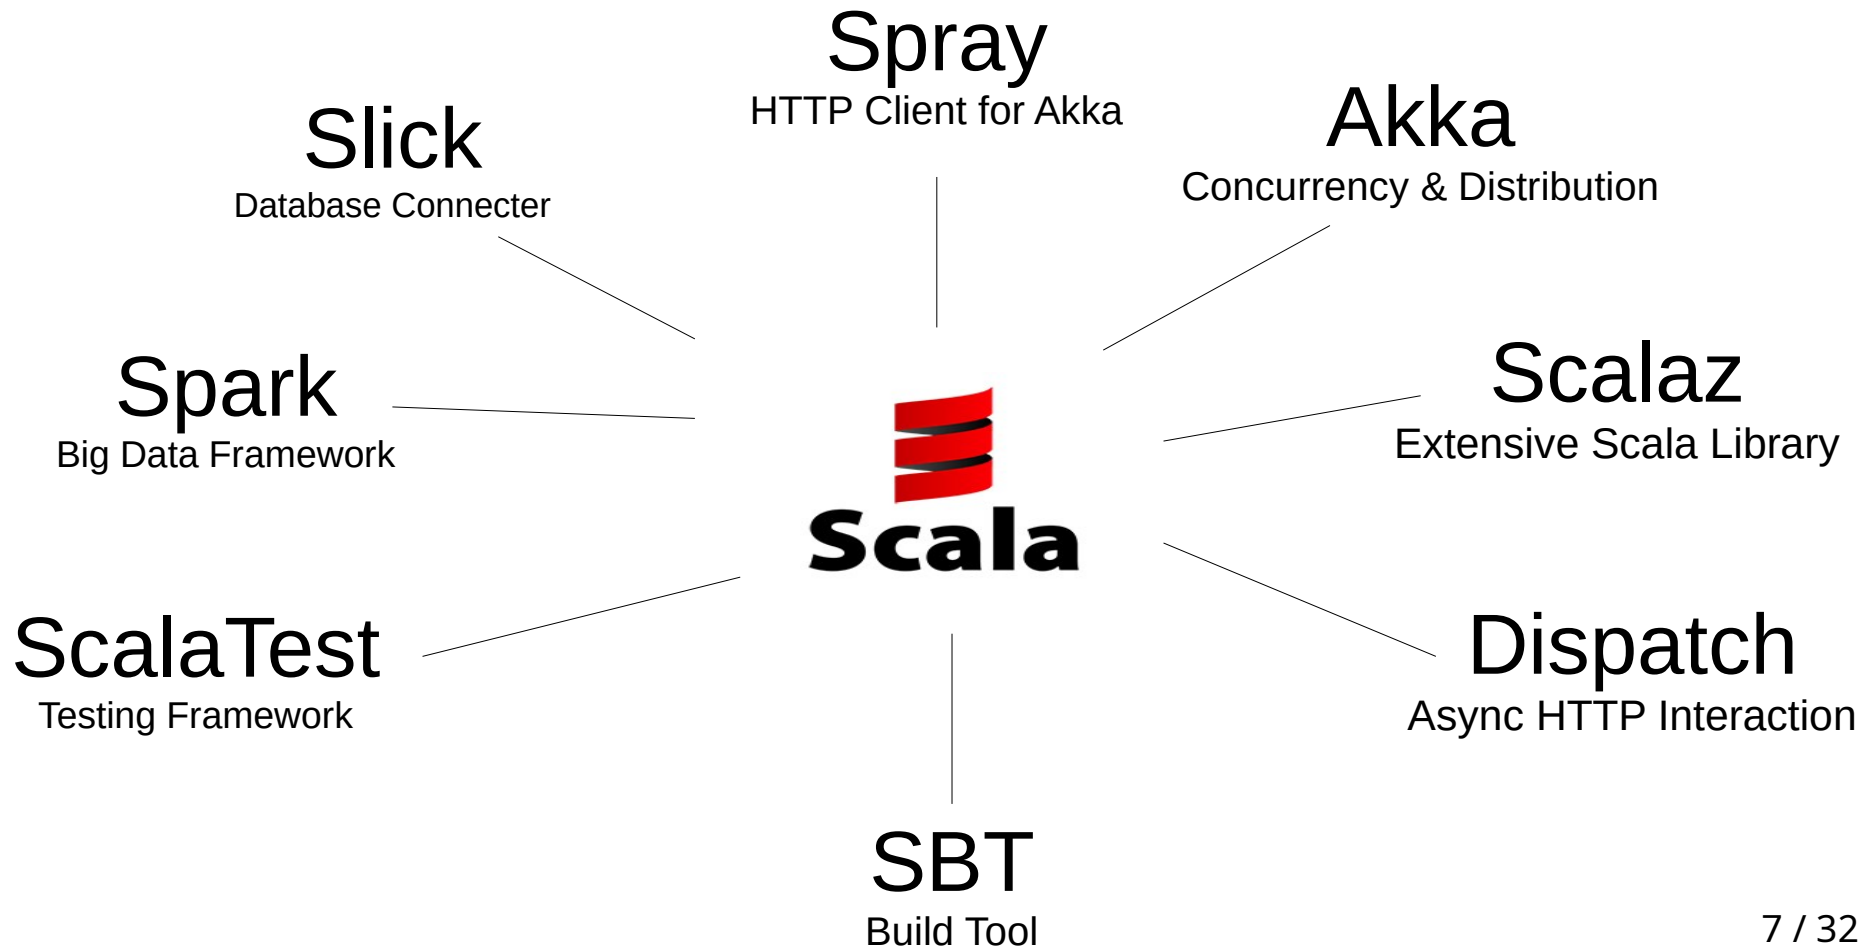 Spray
HTTP Client for Akka
Slick
Database Connecter
Akka
Concurrency & Distribution
Spark
Big Data Framework
Scalaz
Extensive Scala Library
Scala
ScalaTest
Testing Framework
Dispatch
Async HTTP Interaction
SBT
Build Tool
7 / 32